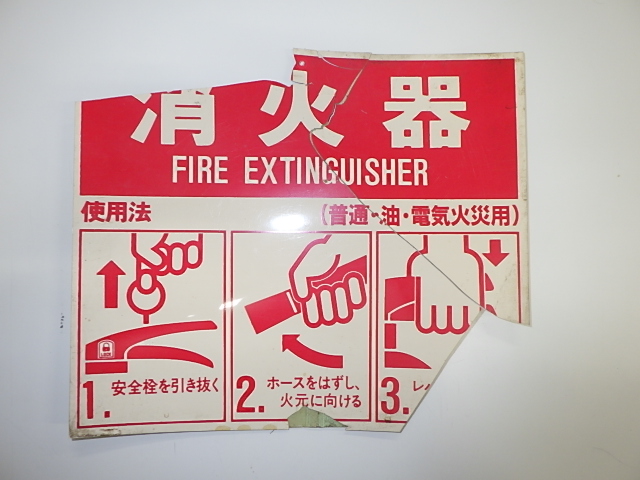 消火器
FIRE EXTINGUISHER
使用法 (普通・油・電気火災用)
1. 安全栓を引き抜く
2. ホースをはずし、
火元に向ける
3. レ